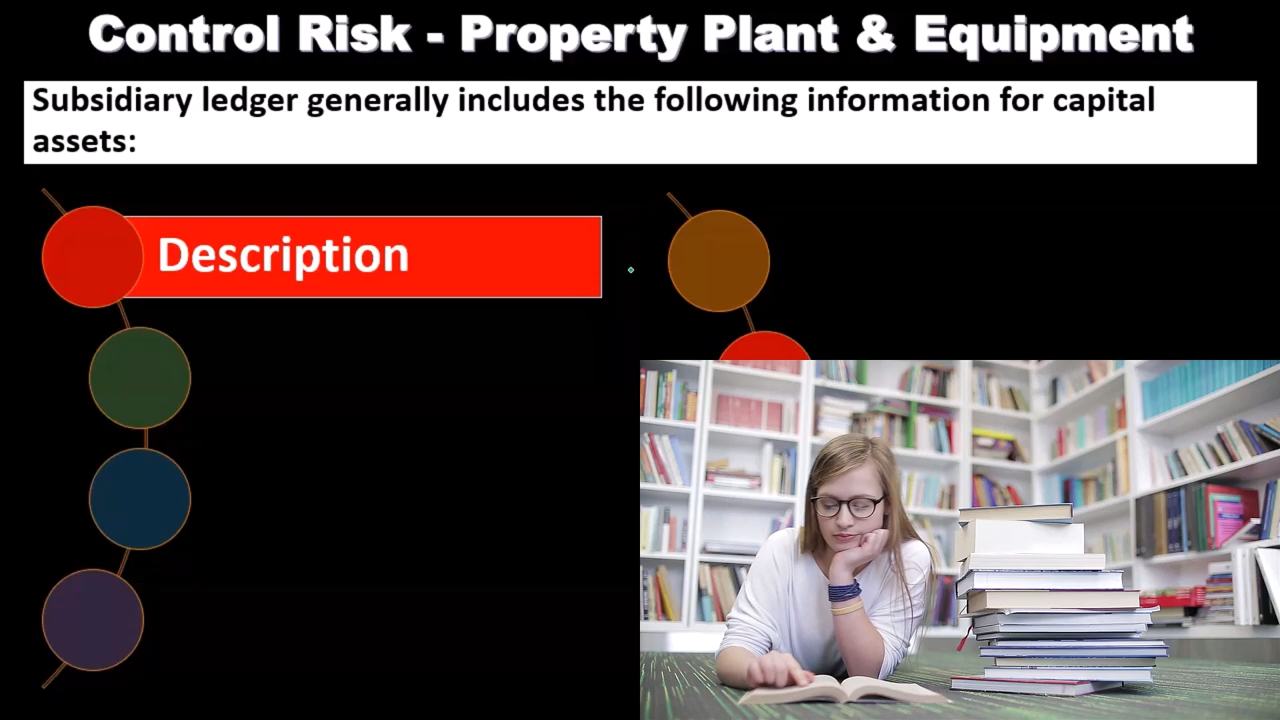 Control Risk - Property Plant & Equipment
Subsidiary ledger generally includes the following information for capital
assets:
Description